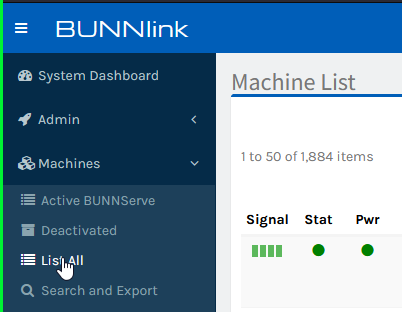 BUNNlink
System Dashboard
Admin
Machines
Active BUNNServe
Deactivated
List All
Search and Export
Machine List
1 to 50 of 1,884 items
Signal Stat Pwr